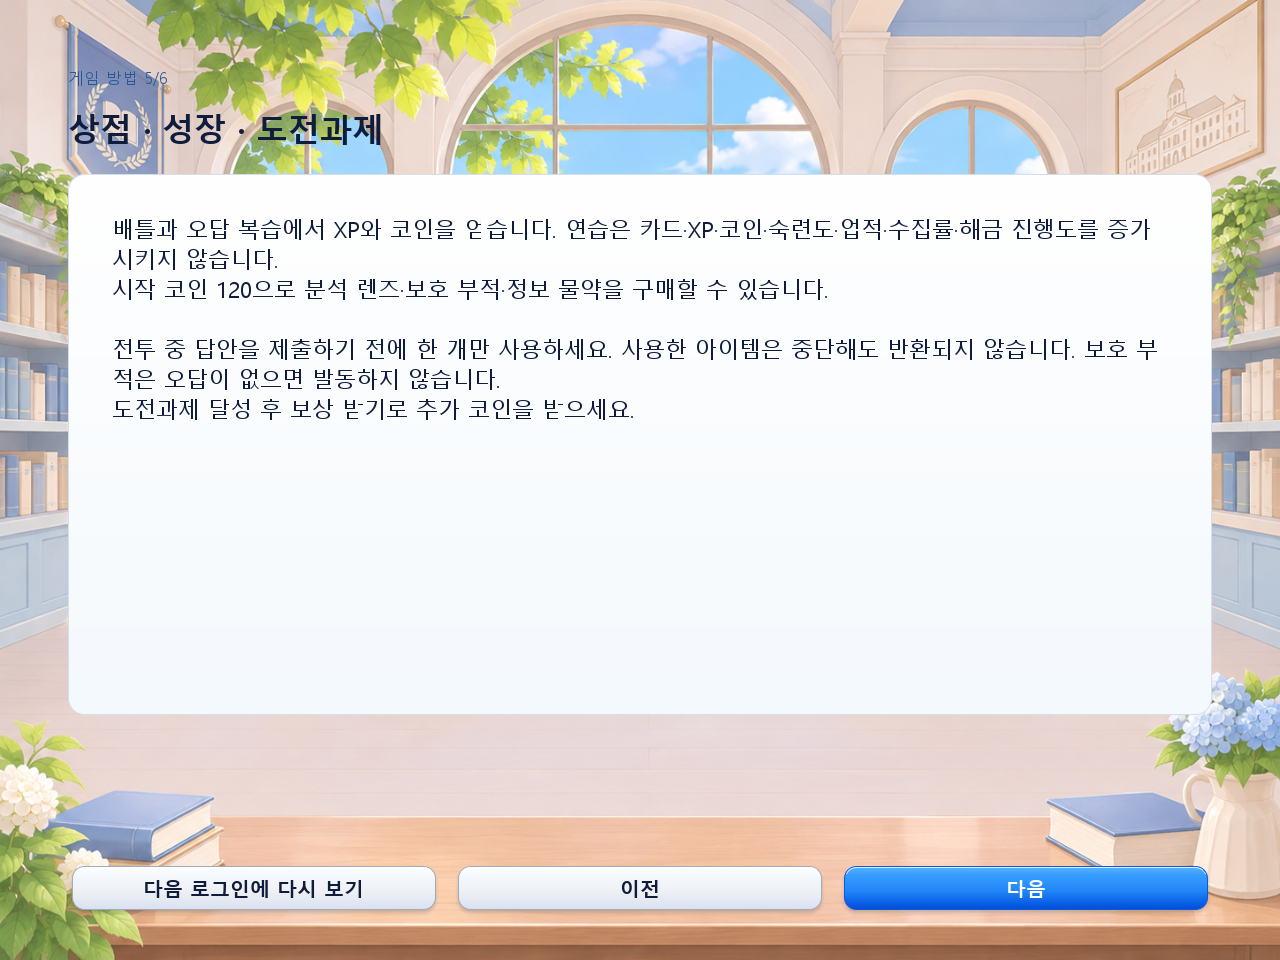 게임 방법 5/6
상점 · 성장 · 도전과제
배틀과 오답 복습에서 XP와 코인을 얻습니다. 연습은 카드·XP·코인·숙련도·업적·수집률·해금 진행도를 증가
시키지 않습니다.
시작 코인 120으로 분석 렌즈·보호 부적·정보 물약을 구매할 수 있습니다.
전투 중 답안을 제출하기 전에 한 개만 사용하세요. 사용한 아이템은 중단해도 반환되지 않습니다. 보호 부
적은 오답이 없으면 발동하지 않습니다.
도전과제 달성 후 보상 받기로 추가 코인을 받으세요.
다음 로그인에 다시 보기
이전
다음